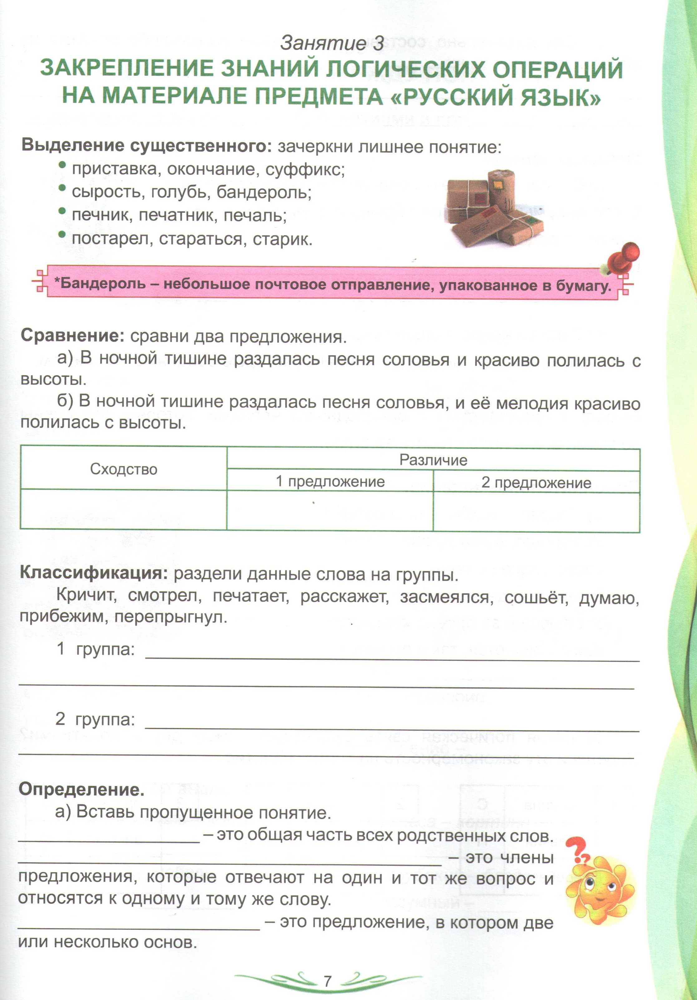 Занятие 3
ЗАКРЕПЛЕНИЕ ЗНАНИЙ ЛОГИЧЕСКИХ ОПЕРАЦИЙ
НА МАТЕРИАЛЕ ПРЕДМЕТА «РУССКИЙ ЯЗЫК»
Выделение существенного: зачеркни лишнее понятие:
• приставка, окончание, суффикс;
• сырость, голубь, бандероль;
• печник, печатник, печаль;
• постарел, стараться, старик.
*Бандероль – небольшое почтовое отправление, упакованное в бумагу.
Сравнение: сравни два предложения.
а) В ночной тишине раздалась песня соловья и красиво полилась с
высоты.
б) В ночной тишине раздалась песня соловья, и её мелодия красиво
полилась с высоты.
Сходство
Различие
1 предложение
2 предложение
Классификация: раздели данные слова на группы.
Кричит, смотрел, печатает, расскажет, засмеялся, сошьёт, думаю,
прибежим, перепрыгнул.
1 группа:
2 группа:
Определение.
а) Вставь пропущенное понятие.
– это общая часть всех родственных слов.
– это члены
предложения, которые отвечают на один и тот же вопрос и
относятся к одному и тому же слову.
– это предложение, в котором две
или несколько основ.
7